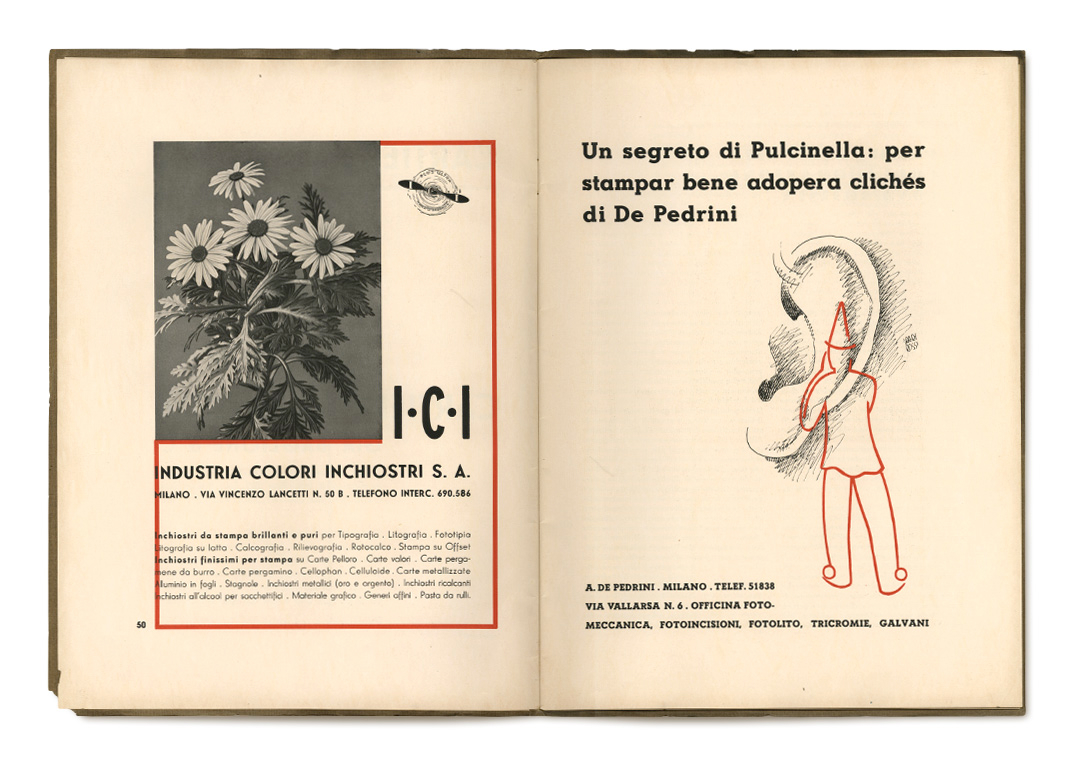 I·C·I
INDUSTRIA COLORI INCHIOSTRI S. A.
MILANO . VIA VINCENZO LANCETTI N. 50 B . TELEFONO INTERC. 690.586
Inchiostri da stampa brillanti e puri per Tipografia . Litografia . Fototipia
Litografia su latta . Calcografia . Rilievografia . Rotocalco . Stampa su Offset
Inchiostri finissimi per stampa su Carte Pelloro . Carte valori . Carte perga-
mene da burro . Carte pergamino . Cellophan . Celluloide . Carte metallizzate
Alluminio in fogli . Stagnole . Inchiostri metallici (oro e argento) . Inchiostri ricalcanti
Inchiostri all'alcool per sacchettifici . Materiale grafico . Generi affini . Pasta da rulli.
50
Un segreto di Pulcinella: per
stampar bene adopera clichés
di De Pedrini
A. DE PEDRINI . MILANO . TELEF. 51838
VIA VALLARSA N. 6 . OFFICINA FOTO-
MECCANICA, FOTOINCISIONI, FOTOLITO, TRICROMIE, GALVANI